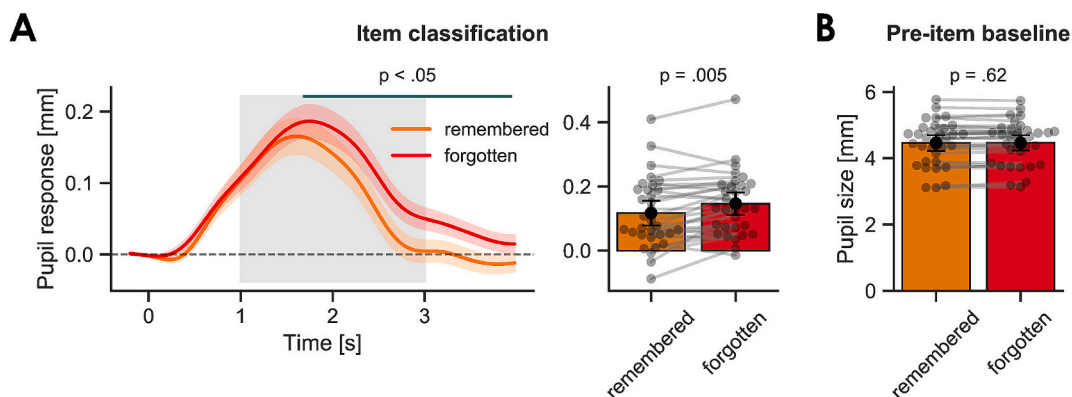 A
Item classification
p < .05
Pupil response [mm]
0.2
0.1
0.0
remembered
forgotten
0
1
2
3
Time [s]
p = .005
0.4
0.2
0.0
remembered
forgotten
B
Pre-item baseline
p = .62
Pupil size [mm]
6
4
2
0
remembered
forgotten